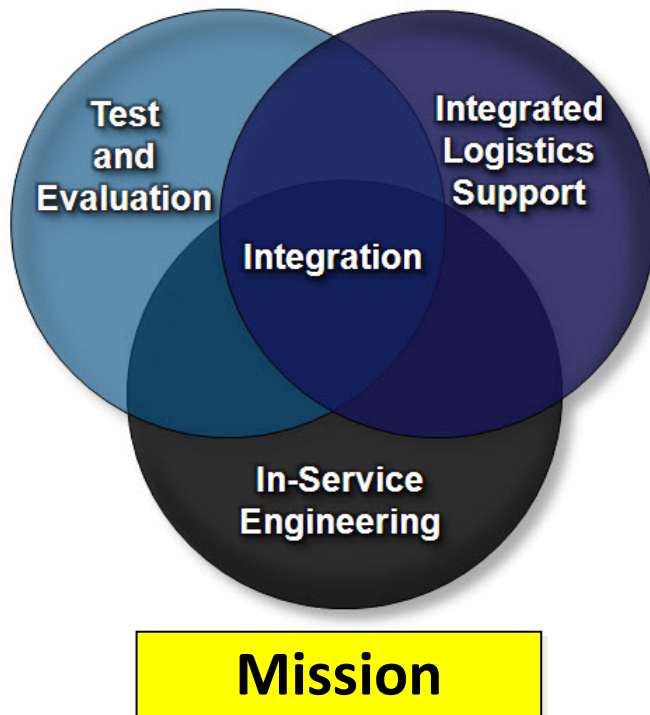 Test
and
Evaluation
Integrated
Logistics
Support
Integration
In-Service
Engineering
Mission